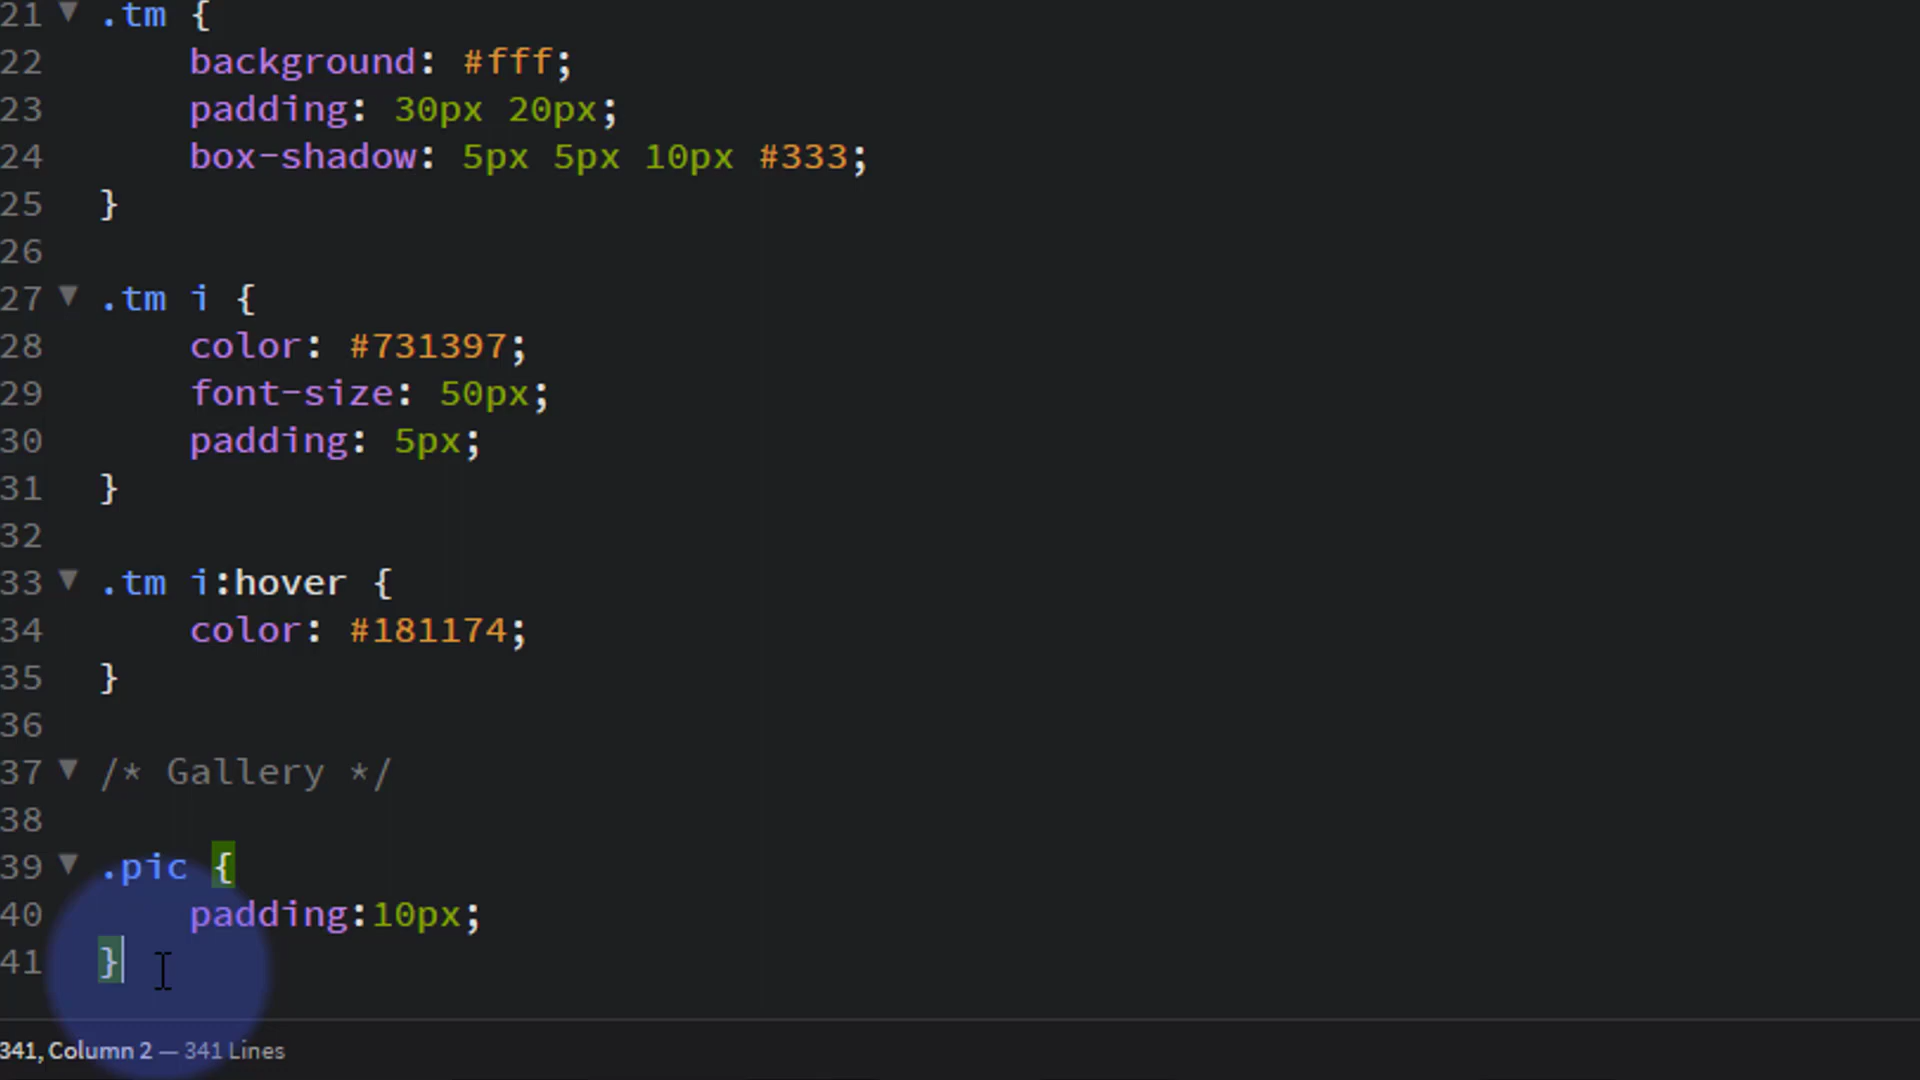 21 ▼ .tm {
22 background: #fff;
23 padding: 30px 20px;
24 box-shadow: 5px 5px 10px #333;
25 }
26
27 ▼ .tm i {
28 color: #731397;
29 font-size: 50px;
30 padding: 5px;
31 }
32
33 ▼ .tm i:hover {
34 color: #181174;
35 }
36
37 ▼ /* Gallery */
38
39 ▼ .pic {
40 padding:10px;
41 }
341, Column 2 — 341 Lines